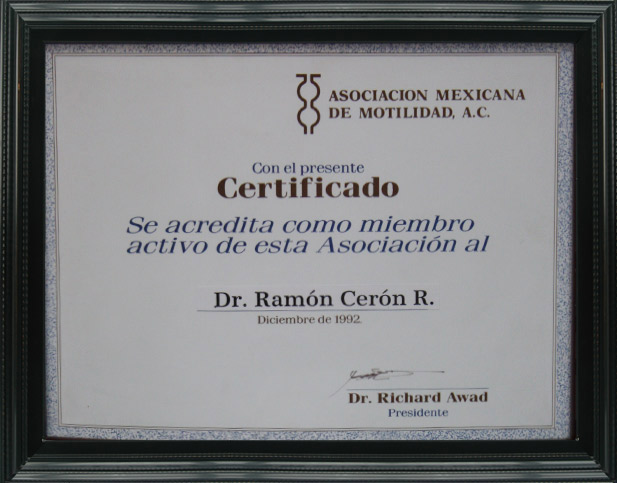 ASOCIACION MEXICANA
DE MOTILIDAD, A.C.
Con el presente
Certificado
Se acredita como miembro
activo de esta Asociación al
Dr. Ramón Cerón R.
Diciembre de 1992.
Dr. Richard Awad
Presidente